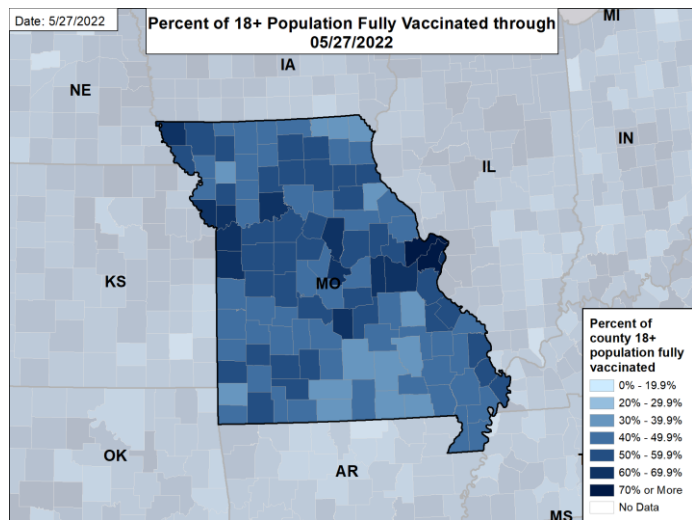 Date: 5/27/2022
Percent of 18+ Population Fully Vaccinated through
05/27/2022
MI
IA
NE
IN
IL
KS
MO
OK
AR
MS
Percent of
county 18+
population fully
vaccinated
0% - 19.9%
20% - 29.9%
30% - 39.9%
40% - 49.9%
50% - 59.9%
60% - 69.9%
70% or More
No Data